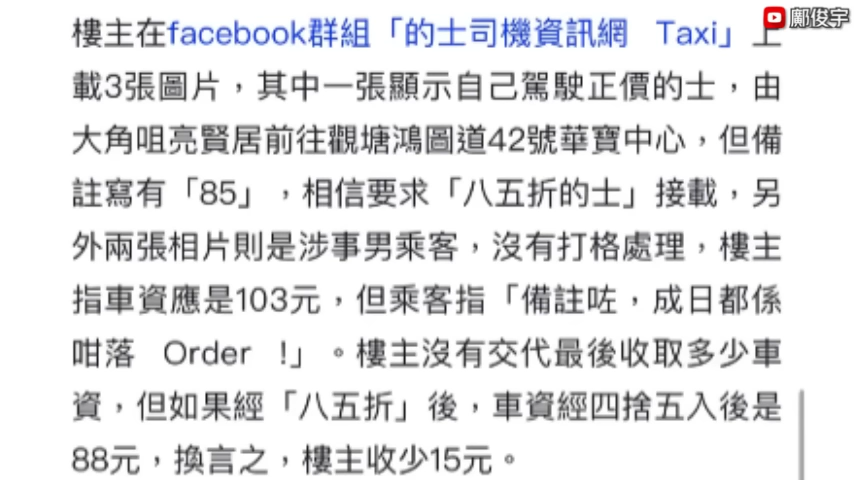 鄺俊宇
樓主在facebook群組「的士司機資訊網 Taxi」上
載3張圖片，其中一張顯示自己駕駛正價的士，由
大角咀亮賢居前往觀塘鴻圖道42號華寶中心，但備
註寫有「85」，相信要求「八五折的士」接載，另
外兩張相片則是涉事男乘客，沒有打格處理，樓主
指車資應是103元，但乘客指「備註咗，成日都係
咁落 Order !」。樓主沒有交代最後收取多少車
資，但如果經「八五折」後，車資經四捨五入後是
88元，換言之，樓主收少15元。